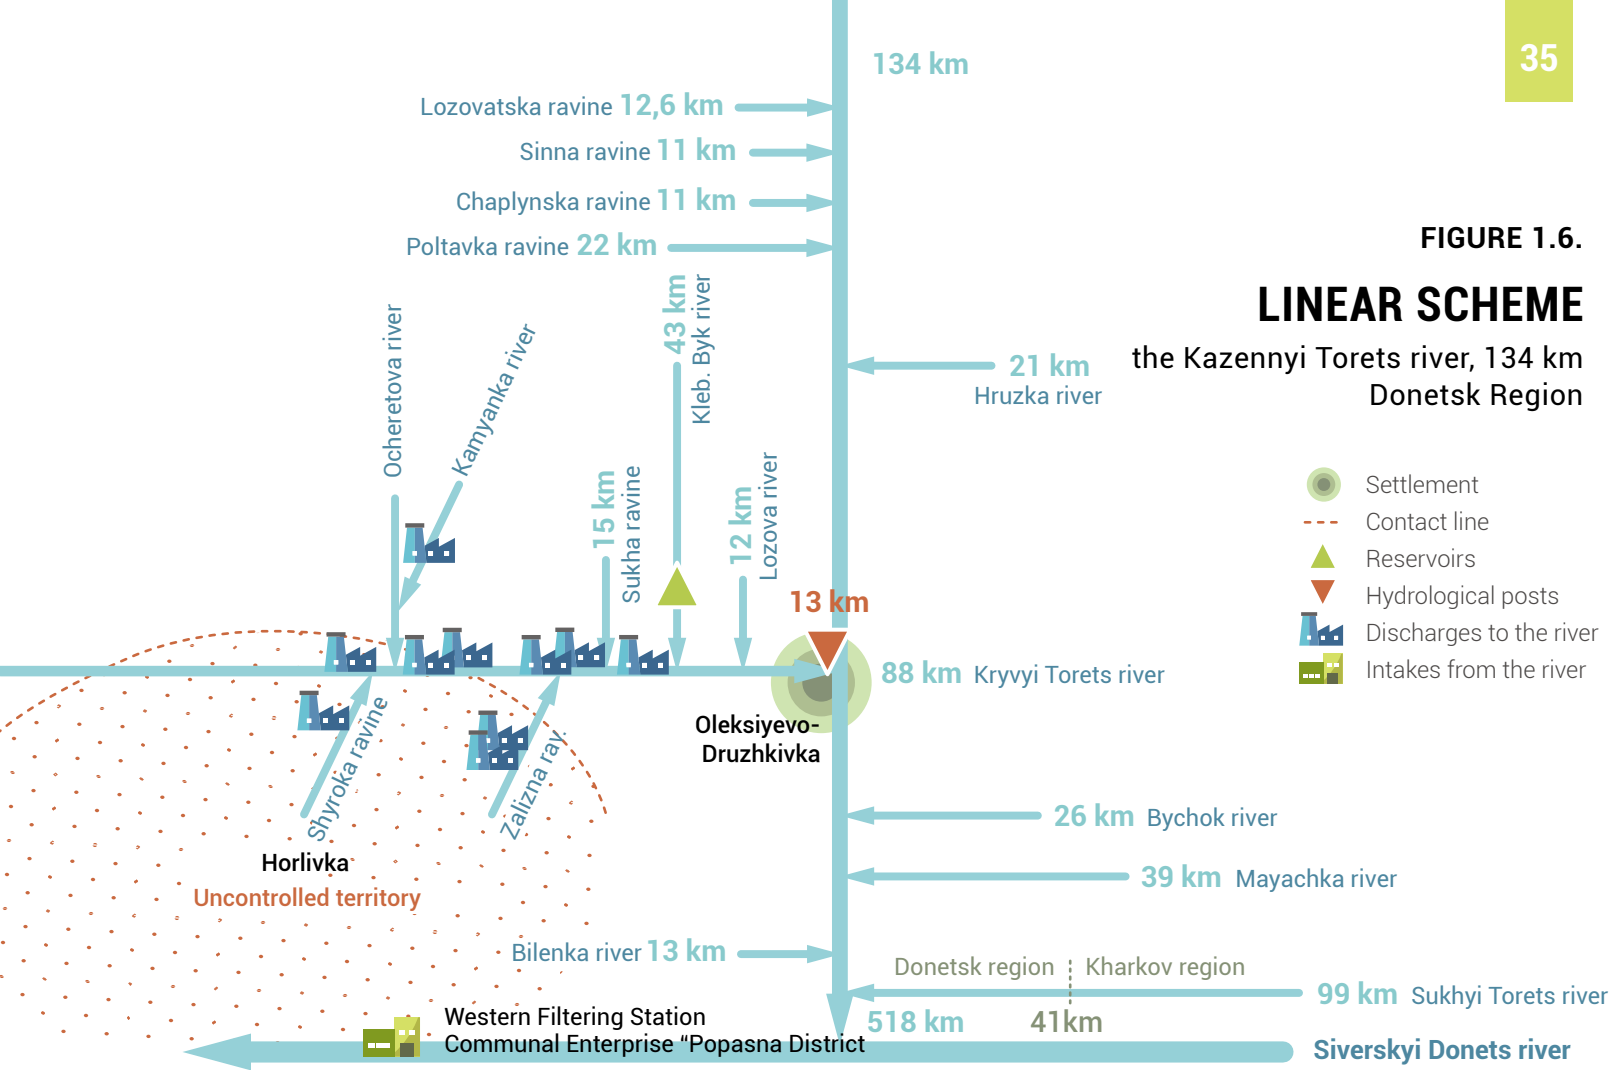 35
134 km
Lozovatska ravine 12,6 km
Sinna ravine 11 km
Chaplynska ravine 11 km
Poltavka ravine 22 km
FIGURE 1.6.
LINEAR SCHEME
the Kazennyi Torets river, 134 km
Donetsk Region
21 km
Hruzka river
Ocheretova river
Kamyanka river
15 km
Sukha ravine
43 km
Kleb. Byk river
12 km
Lozova river
13 km
Settlement
Contact line
Reservoirs
Hydrological posts
Discharges to the river
Intakes from the river
88 km Kryvyi Torets river
Oleksiyevo-
Druzhkivka
Shyroka ravine
Zalizna rav.
Horlivka
Uncontrolled territory
26 km Bychok river
39 km Mayachka river
Bilenka river 13 km
Donetsk region
Kharkov region
99 km Sukhyi Torets river
518 km
41km
Western Filtering Station
Communal Enterprise “Popasna District
Siverskyi Donets river